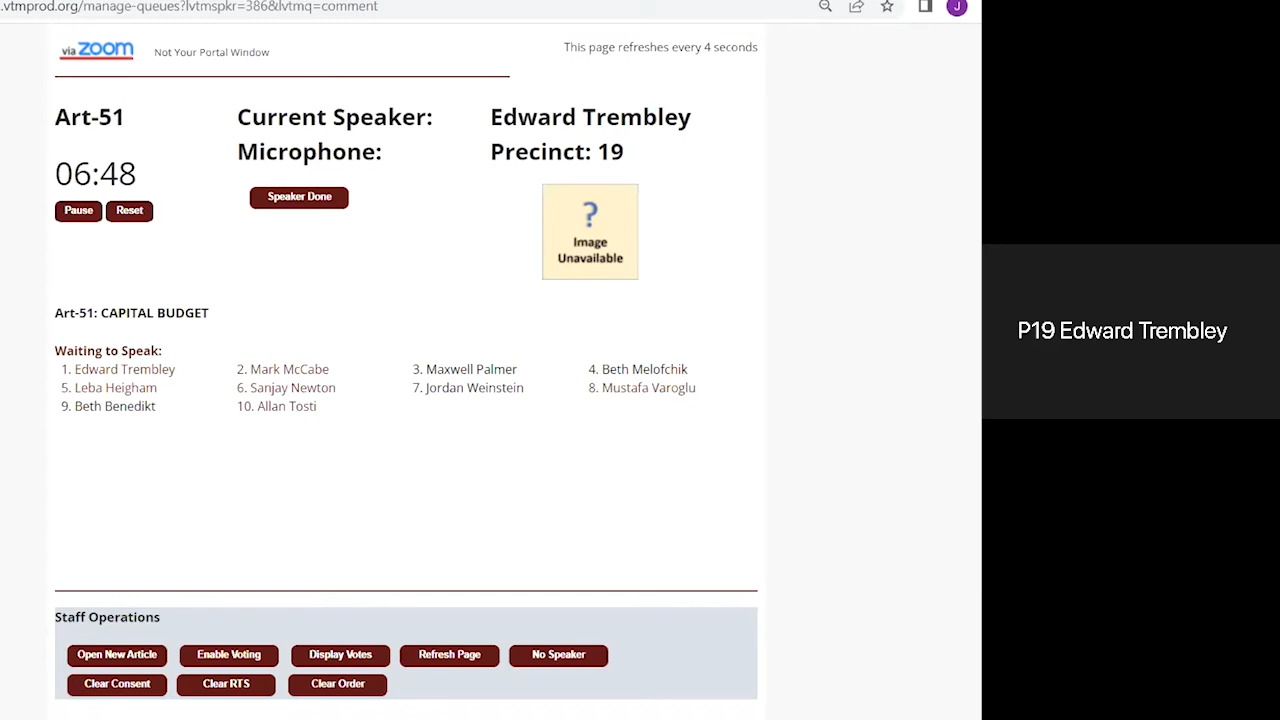 .vtmprod.org/manage-queues?lvtmspkr=386&lvtmq=comment
J
via zoom Not Your Portal Window This page refreshes every 4 seconds
Art-51 Current Speaker: Edward Trembley
Microphone: Precinct: 19
06:48
Pause Reset Speaker Done
?
Image
Unavailable
Art-51: CAPITAL BUDGET
Waiting to Speak:
1. Edward Trembley 2. Mark McCabe 3. Maxwell Palmer 4. Beth Melofchik
5. Leba Heigham 6. Sanjay Newton 7. Jordan Weinstein 8. Mustafa Varoglu
9. Beth Benedikt 10. Allan Tosti
Staff Operations
Open New Article Enable Voting Display Votes Refresh Page No Speaker
Clear Consent Clear RTS Clear Order
P19 Edward Trembley